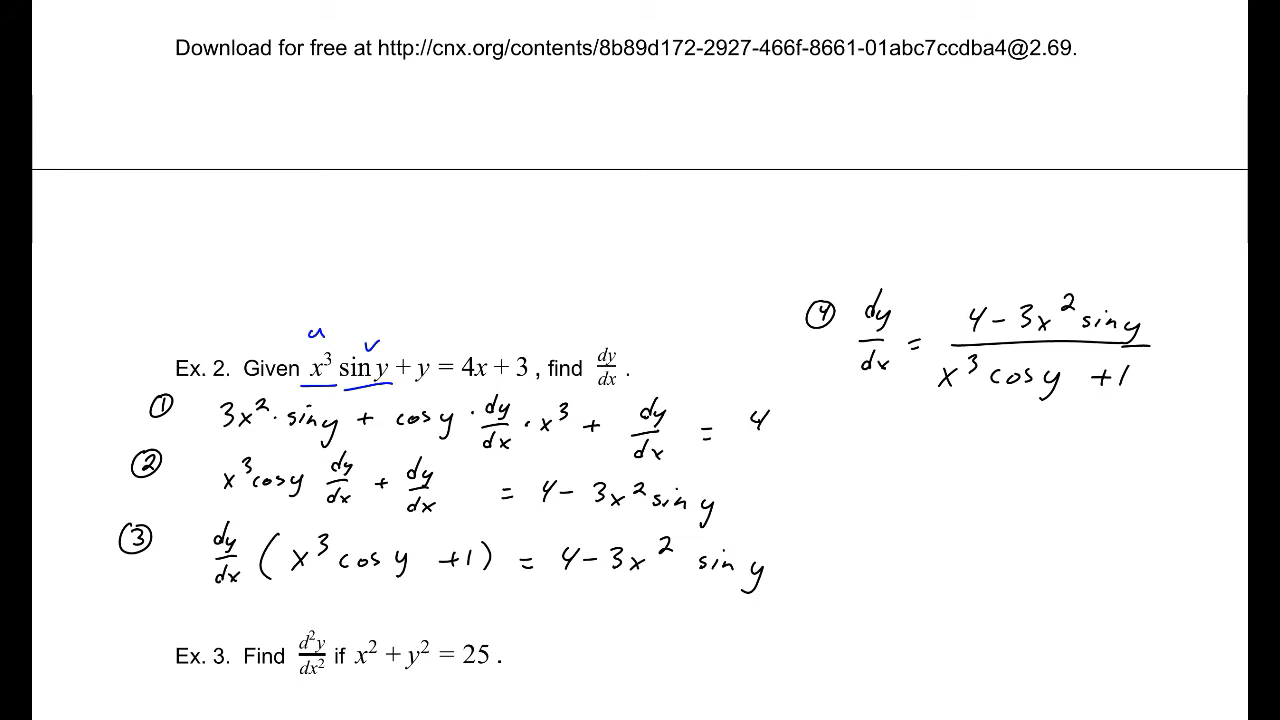 Download for free at http://cnx.org/contents/8b89d172-2927-466f-8661-01abc7ccdba4@2.69.
u v
Ex. 2. Given x³ sin y + y = 4x + 3 , find dy/dx .
① 3x² · sin y + cos y · dy/dx · x³ + dy/dx = 4
② x³ cos y dy/dx + dy/dx = 4 - 3x² sin y
③ dy/dx ( x³ cos y + 1 ) = 4 - 3x² sin y
④ dy/dx = (4 - 3x² sin y)/(x³ cos y + 1)
Ex. 3. Find d²y/dx² if x² + y² = 25 .